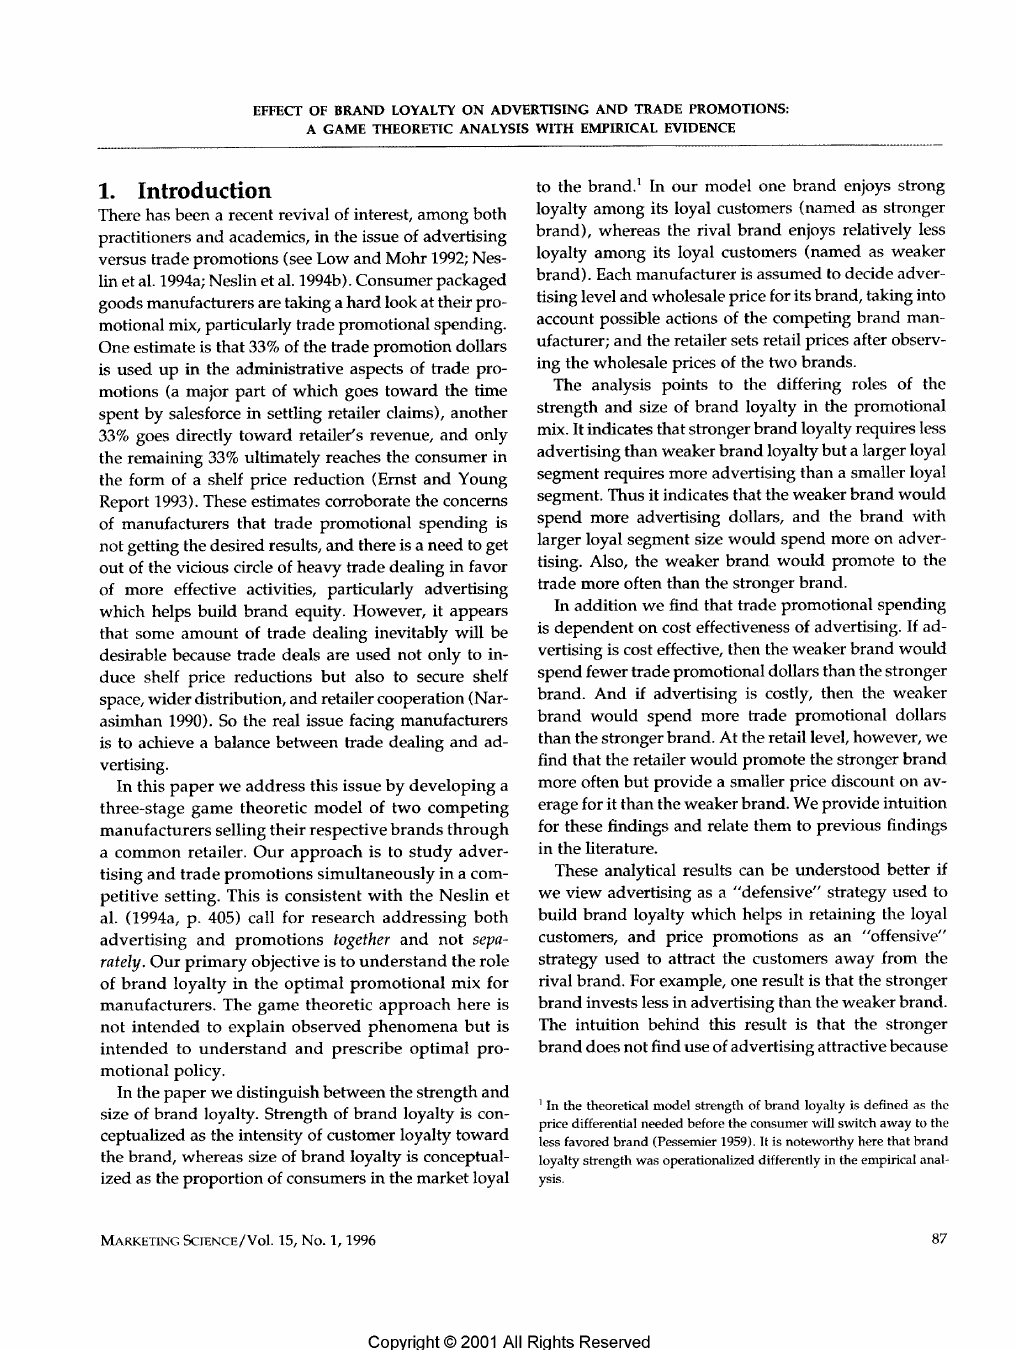 EFFECT OF BRAND LOYALTY ON ADVERTISING AND TRADE PROMOTIONS:
A GAME THEORETIC ANALYSIS WITH EMPIRICAL EVIDENCE
1. Introduction
There has been a recent revival of interest, among both
practitioners and academics, in the issue of advertising
versus trade promotions (see Low and Mohr 1992; Nes-
lin et al. 1994a; Neslin et al. 1994b). Consumer packaged
goods manufacturers are taking a hard look at their pro-
motional mix, particularly trade promotional spending.
One estimate is that 33% of the trade promotion dollars
is used up in the administrative aspects of trade pro-
motions (a major part of which goes toward the time
spent by salesforce in settling retailer claims), another
33% goes directly toward retailer's revenue, and only
the remaining 33% ultimately reaches the consumer in
the form of a shelf price reduction (Ernst and Young
Report 1993). These estimates corroborate the concerns
of manufacturers that trade promotional spending is
not getting the desired results, and there is a need to get
out of the vicious circle of heavy trade dealing in favor
of more effective activities, particularly advertising
which helps build brand equity. However, it appears
that some amount of trade dealing inevitably will be
desirable because trade deals are used not only to in-
duce shelf price reductions but also to secure shelf
space, wider distribution, and retailer cooperation (Nar-
asimhan 1990). So the real issue facing manufacturers
is to achieve a balance between trade dealing and ad-
vertising.
In this paper we address this issue by developing a
three-stage game theoretic model of two competing
manufacturers selling their respective brands through
a common retailer. Our approach is to study adver-
tising and trade promotions simultaneously in a com-
petitive setting. This is consistent with the Neslin et
al. (1994a, p. 405) call for research addressing both
advertising and promotions together and not sepa-
rately. Our primary objective is to understand the role
of brand loyalty in the optimal promotional mix for
manufacturers. The game theoretic approach here is
not intended to explain observed phenomena but is
intended to understand and prescribe optimal pro-
motional policy.
In the paper we distinguish between the strength and
size of brand loyalty. Strength of brand loyalty is con-
ceptualized as the intensity of customer loyalty toward
the brand, whereas size of brand loyalty is conceptual-
ized as the proportion of consumers in the market loyal
to the brand.¹ In our model one brand enjoys strong
loyalty among its loyal customers (named as stronger
brand), whereas the rival brand enjoys relatively less
loyalty among its loyal customers (named as weaker
brand). Each manufacturer is assumed to decide adver-
tising level and wholesale price for its brand, taking into
account possible actions of the competing brand man-
ufacturer; and the retailer sets retail prices after observ-
ing the wholesale prices of the two brands.
The analysis points to the differing roles of the
strength and size of brand loyalty in the promotional
mix. It indicates that stronger brand loyalty requires less
advertising than weaker brand loyalty but a larger loyal
segment requires more advertising than a smaller loyal
segment. Thus it indicates that the weaker brand would
spend more advertising dollars, and the brand with
larger loyal segment size would spend more on adver-
tising. Also, the weaker brand would promote to the
trade more often than the stronger brand.
In addition we find that trade promotional spending
is dependent on cost effectiveness of advertising. If ad-
vertising is cost effective, then the weaker brand would
spend fewer trade promotional dollars than the stronger
brand. And if advertising is costly, then the weaker
brand would spend more trade promotional dollars
than the stronger brand. At the retail level, however, we
find that the retailer would promote the stronger brand
more often but provide a smaller price discount on av-
erage for it than the weaker brand. We provide intuition
for these findings and relate them to previous findings
in the literature.
These analytical results can be understood better if
we view advertising as a "defensive" strategy used to
build brand loyalty which helps in retaining the loyal
customers, and price promotions as an "offensive"
strategy used to attract the customers away from the
rival brand. For example, one result is that the stronger
brand invests less in advertising than the weaker brand.
The intuition behind this result is that the stronger
brand does not find use of advertising attractive because
¹ In the theoretical model strength of brand loyalty is defined as the
price differential needed before the consumer will switch away to the
less favored brand (Pessemier 1959). It is noteworthy here that brand
loyalty strength was operationalized differently in the empirical anal-
ysis.
MARKETING SCIENCE/Vol. 15, No. 1, 1996
87
Copyright © 2001 All Rights Reserved